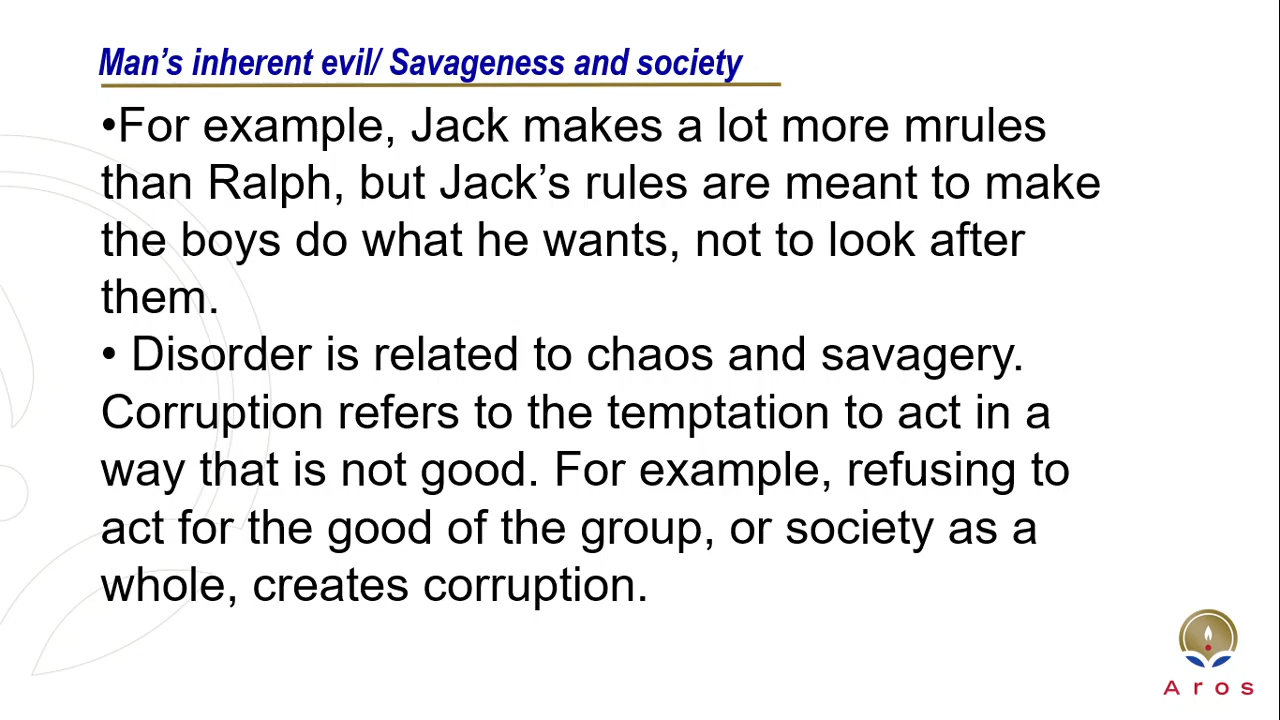 Man’s inherent evil/ Savageness and society
•For example, Jack makes a lot more mrules
than Ralph, but Jack’s rules are meant to make
the boys do what he wants, not to look after
them.
• Disorder is related to chaos and savagery.
Corruption refers to the temptation to act in a
way that is not good. For example, refusing to
act for the good of the group, or society as a
whole, creates corruption.
Aros